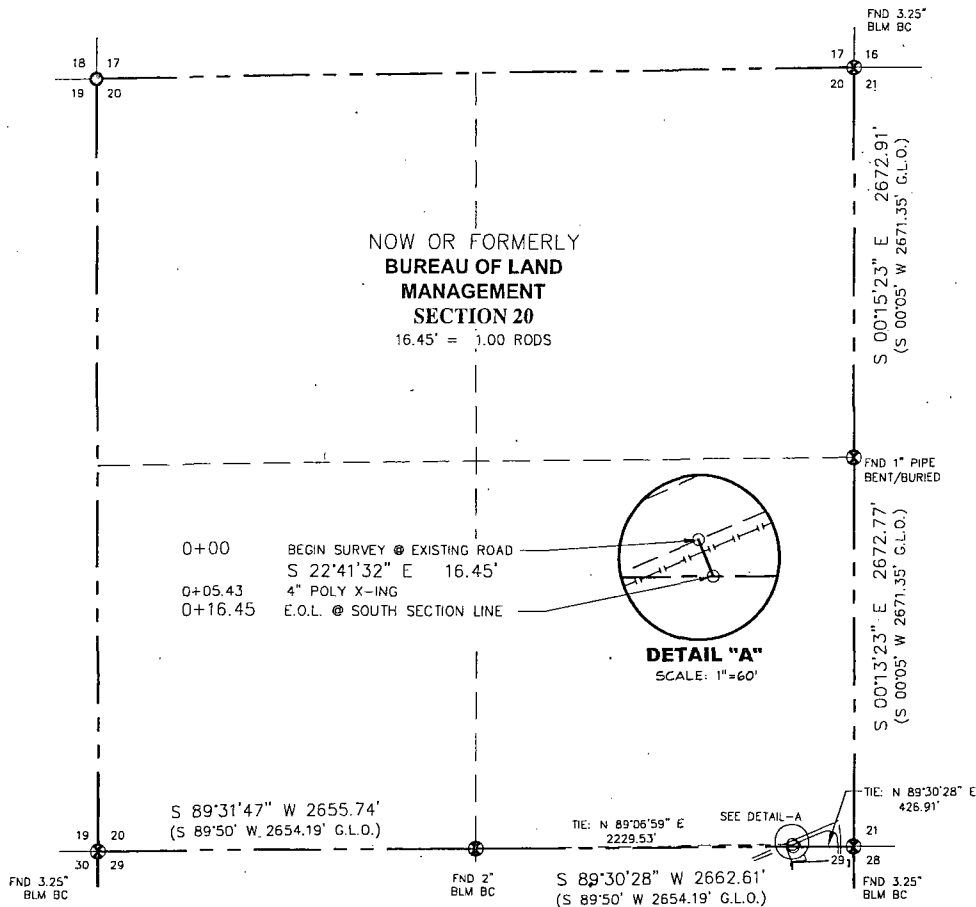 FND 3.25"
BLM BC
18 17
19 20
17 16
20 21
S 00°15'23" E 2672.91'
(S 00°05' W 2671.35' G.L.O.)
NOW OR FORMERLY
BUREAU OF LAND
MANAGEMENT
SECTION 20
16.45' = 1.00 RODS
FND 1" PIPE
BENT/BURIED
0+00 BEGIN SURVEY @ EXISTING ROAD
S 22°41'32" E 16.45'
0+05.43 4" POLY X-ING
0+16.45 E.O.L. @ SOUTH SECTION LINE
DETAIL "A"
SCALE: 1"=60'
S 00°13'23" E 2672.77'
(S 00°05' W 2671.35' G.L.O.)
TIE: N 89°30'28" E
426.91'
S 89°31'47" W 2655.74'
(S 89°50' W 2654.19' G.L.O.)
TIE: N 89°06'59" E
2229.53'
SEE DETAIL-A
19 20
30 29
21
29 28
FND 3.25"
BLM BC
FND 2"
BLM BC
S 89°30'28" W 2662.61'
(S 89°50' W 2654.19' G.L.O.)
FND 3.25"
BLM BC